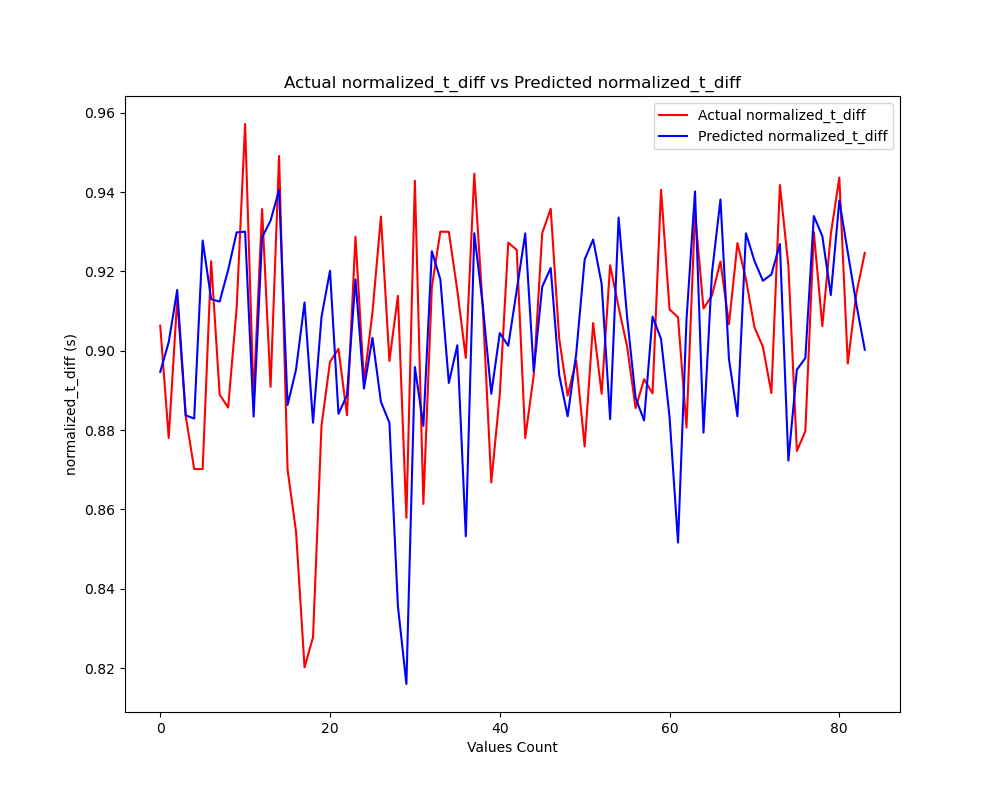 Actual normalized_t_diff vs Predicted normalized_t_diff
Actual normalized_t_diff
Predicted normalized_t_diff
normalized_t_diff (s)
0.96
0.94
0.92
0.90
0.88
0.86
0.84
0.82
0 20 40 60 80
Values Count